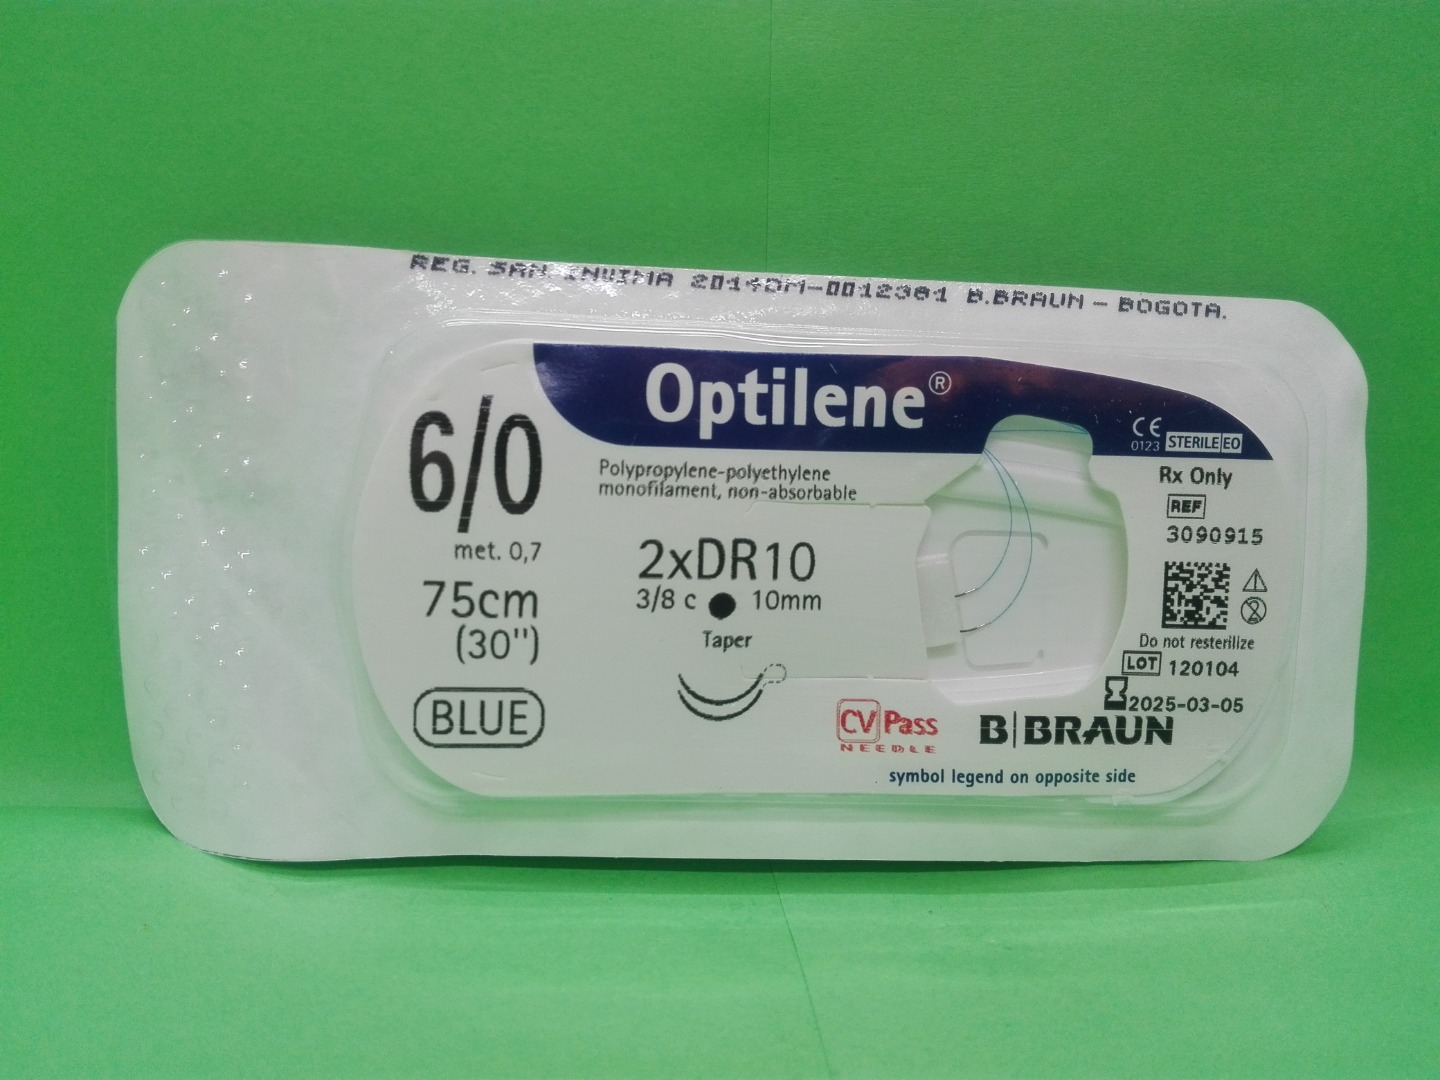 REG. SAN. INVIMA 2014DM-0012381 B.BRAUN - BOGOTA.
Optilene®
6/0
met. 0,7
75cm
(30")
BLUE
Polypropylene-polyethylene
monofilament, non-absorbable
2xDR10
3/8 c 10mm
Taper
CV Pass
NEEDLE
CE
0123 STERILE EO
Rx Only
REF
3090915
Do not resterilize
LOT 120104
2025-03-05
B|BRAUN
symbol legend on opposite side